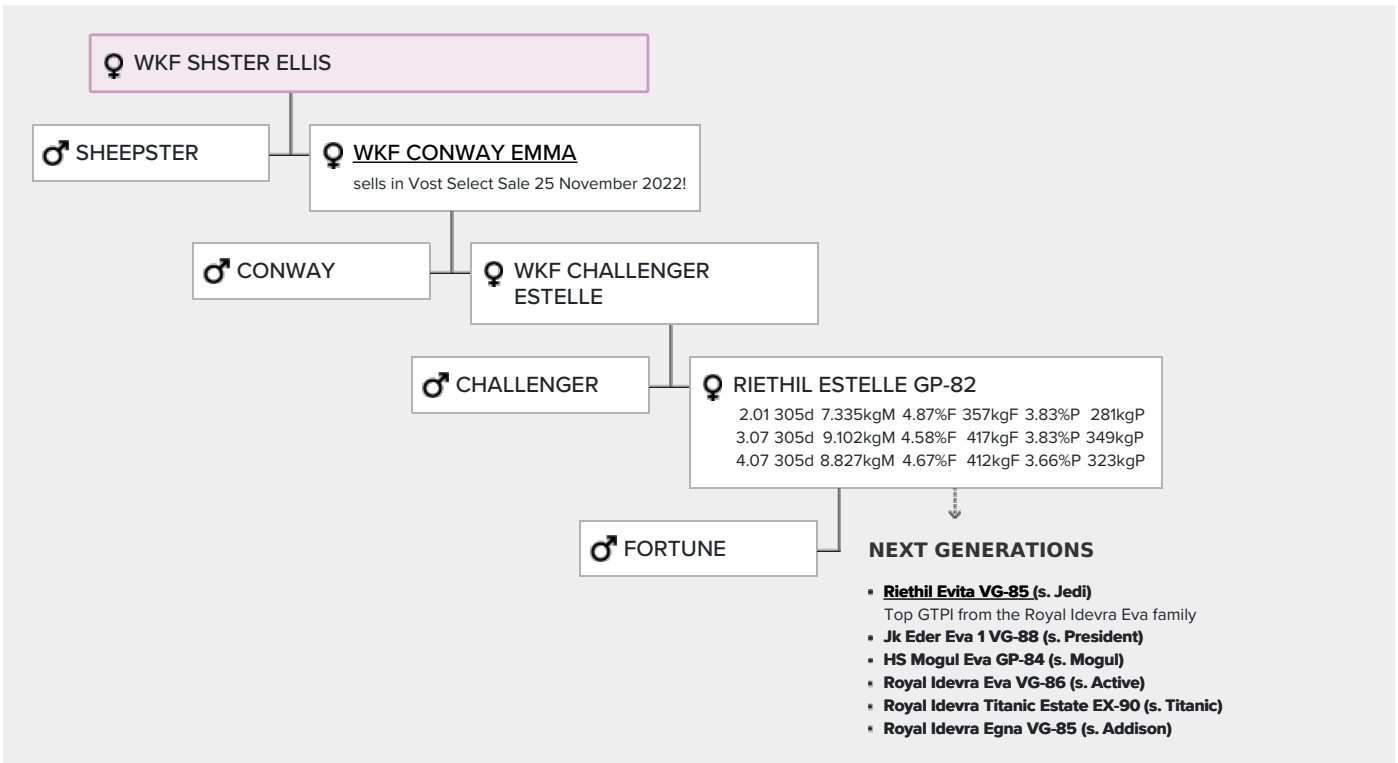 WKF SHSTER ELLIS
SHEEPSTER
WKF CONWAY EMMA
sells in Vost Select Sale 25 November 2022!
CONWAY
WKF CHALLENGER
ESTELLE
CHALLENGER
RIETHIL ESTELLE GP-82
2.01 305d 7.335kgM 4.87%F 357kgF 3.83%P 281kgP
3.07 305d 9.102kgM 4.58%F 417kgF 3.83%P 349kgP
4.07 305d 8.827kgM 4.67%F 412kgF 3.66%P 323kgP
FORTUNE
NEXT GENERATIONS
• Riethil Evita VG-85 (s. Jedi)
Top GTPI from the Royal Idevra Eva family
• Jk Eder Eva 1 VG-88 (s. President)
• HS Mogul Eva GP-84 (s. Mogul)
• Royal Idevra Eva VG-86 (s. Active)
• Royal Idevra Titanic Estate EX-90 (s. Titanic)
• Royal Idevra Egna VG-85 (s. Addison)